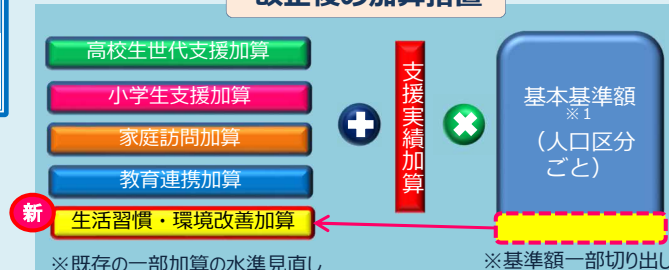 改正後の加算措置
高校生世代支援加算
小学生支援加算
家庭訪問加算
教育連携加算
新
生活習慣・環境改善加算
※既存の一部加算の水準見直し
支援実績加算
基本基準額
※1
（人口区分
ごと）
※基準額一部切り出し